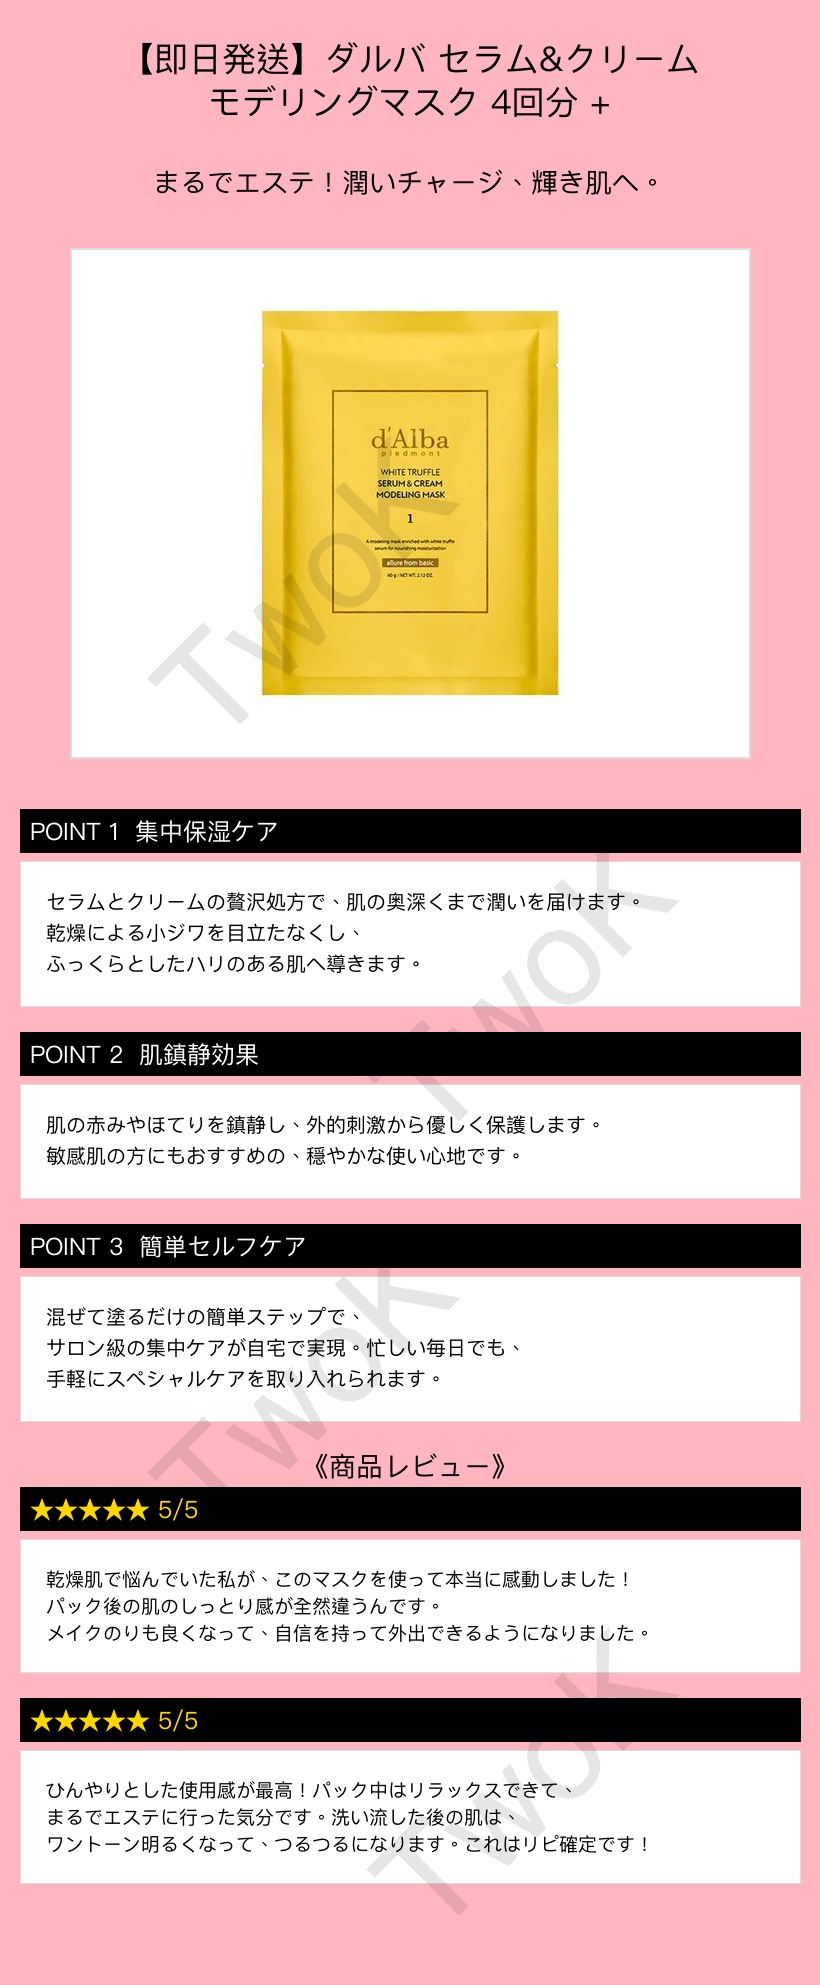 【即日発送】ダルバ セラム&クリーム
モデリングマスク 4回分 +
まるでエステ！潤いチャージ、輝き肌へ。
d'Alba
piedmont
WHITE TRUFFLE
SERUM & CREAM
MODELING MASK
1
A modeling mask enriched with white truffle
serum for nourishing moisturization
allure from basic
60 g / NET WT. 2.12 OZ.
TwoK
POINT 1 集中保湿ケア
セラムとクリームの贅沢処方で、肌の奥深くまで潤いを届けます。
乾燥による小ジワを目立たなくし、
ふっくらとしたハリのある肌へ導きます。
TwoK
POINT 2 肌鎮静効果
肌の赤みやほてりを鎮静し、外的刺激から優しく保護します。
敏感肌の方にもおすすめの、穏やかな使い心地です。
POINT 3 簡単セルフケア
混ぜて塗るだけの簡単ステップで、
サロン級の集中ケアが自宅で実現。忙しい毎日でも、
手軽にスペシャルケアを取り入れられます。
TwoK
《商品レビュー》
★★★★★ 5/5
乾燥肌で悩んでいた私が、このマスクを使って本当に感動しました！
パック後の肌のしっとり感が全然違うんです。
メイクのりも良くなって、自信を持って外出できるようになりました。
★★★★★ 5/5
ひんやりとした使用感が最高！パック中はリラックスできて、
まるでエステに行った気分です。洗い流した後の肌は、
ワントーン明るくなって、つるつるになります。これはリピ確定です！
TwoK